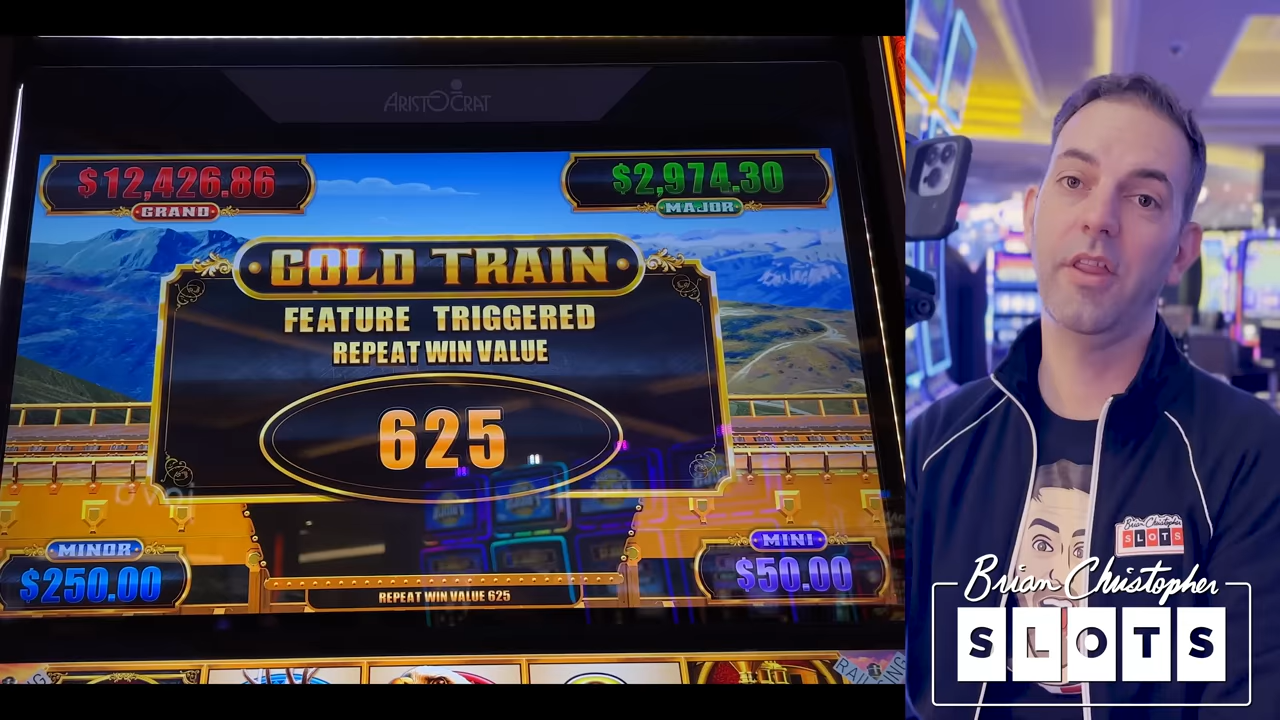 ARISTOCRAT
$12,426.86
GRAND
$2,974.30
MAJOR
GOLD TRAIN
FEATURE TRIGGERED
REPEAT WIN VALUE
625
MINOR
$250.00
MINI
$50.00
REPEAT WIN VALUE 625
Brian Christopher
SLOTS
Brian Christopher
SLOTS